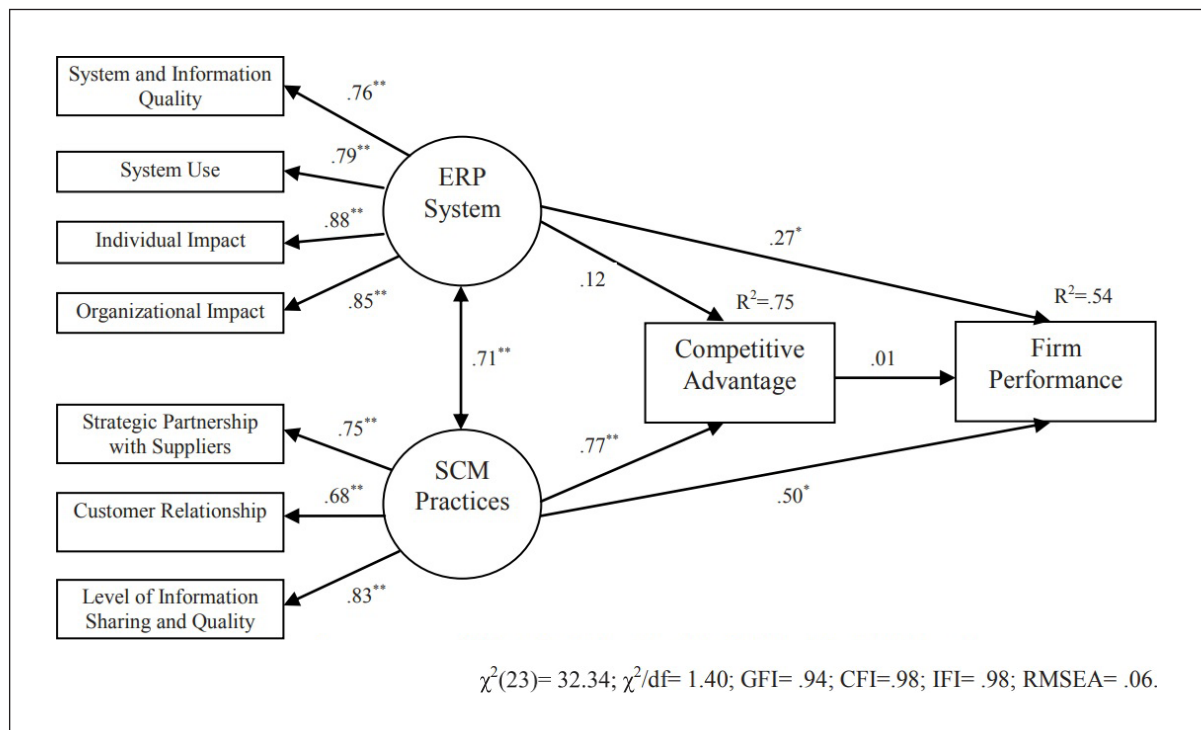 System and Information
Quality
.76**
System Use
.79**
Individual Impact
.88**
Organizational Impact
.85**
ERP
System
.27*
.12
R²=.75
R²=.54
Competitive
Advantage
.01
Firm
Performance
.71**
Strategic Partnership
with Suppliers
.75**
Customer Relationship
.68**
Level of Information
Sharing and Quality
.83**
SCM
Practices
.77**
.50*
χ²(23)= 32.34; χ²/df= 1.40; GFI= .94; CFI=.98; IFI= .98; RMSEA= .06.